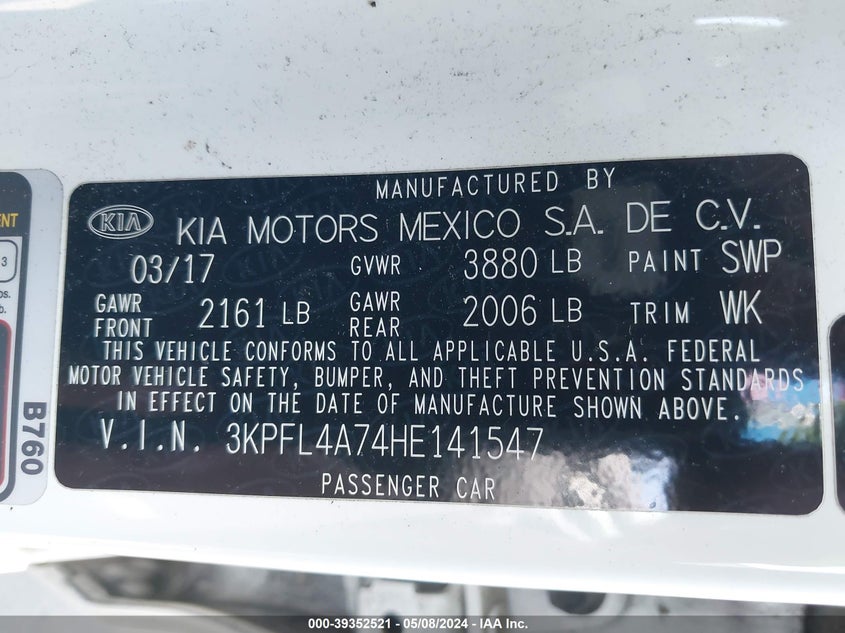 MANUFACTURED BY
KIA KIA MOTORS MEXICO S.A. DE C.V.
03/17 GVWR 3880 LB PAINT SWP
GAWR FRONT 2161 LB GAWR REAR 2006 LB TRIM WK
THIS VEHICLE CONFORMS TO ALL APPLICABLE U.S.A. FEDERAL
MOTOR VEHICLE SAFETY, BUMPER, AND THEFT PREVENTION STANDARDS
IN EFFECT ON THE DATE OF MANUFACTURE SHOWN ABOVE.
V.I.N. 3KPFL4A74HE141547
PASSENGER CAR
B760
ENT
3
os.
b.
000-39352521 - 05/08/2024 - IAA Inc.